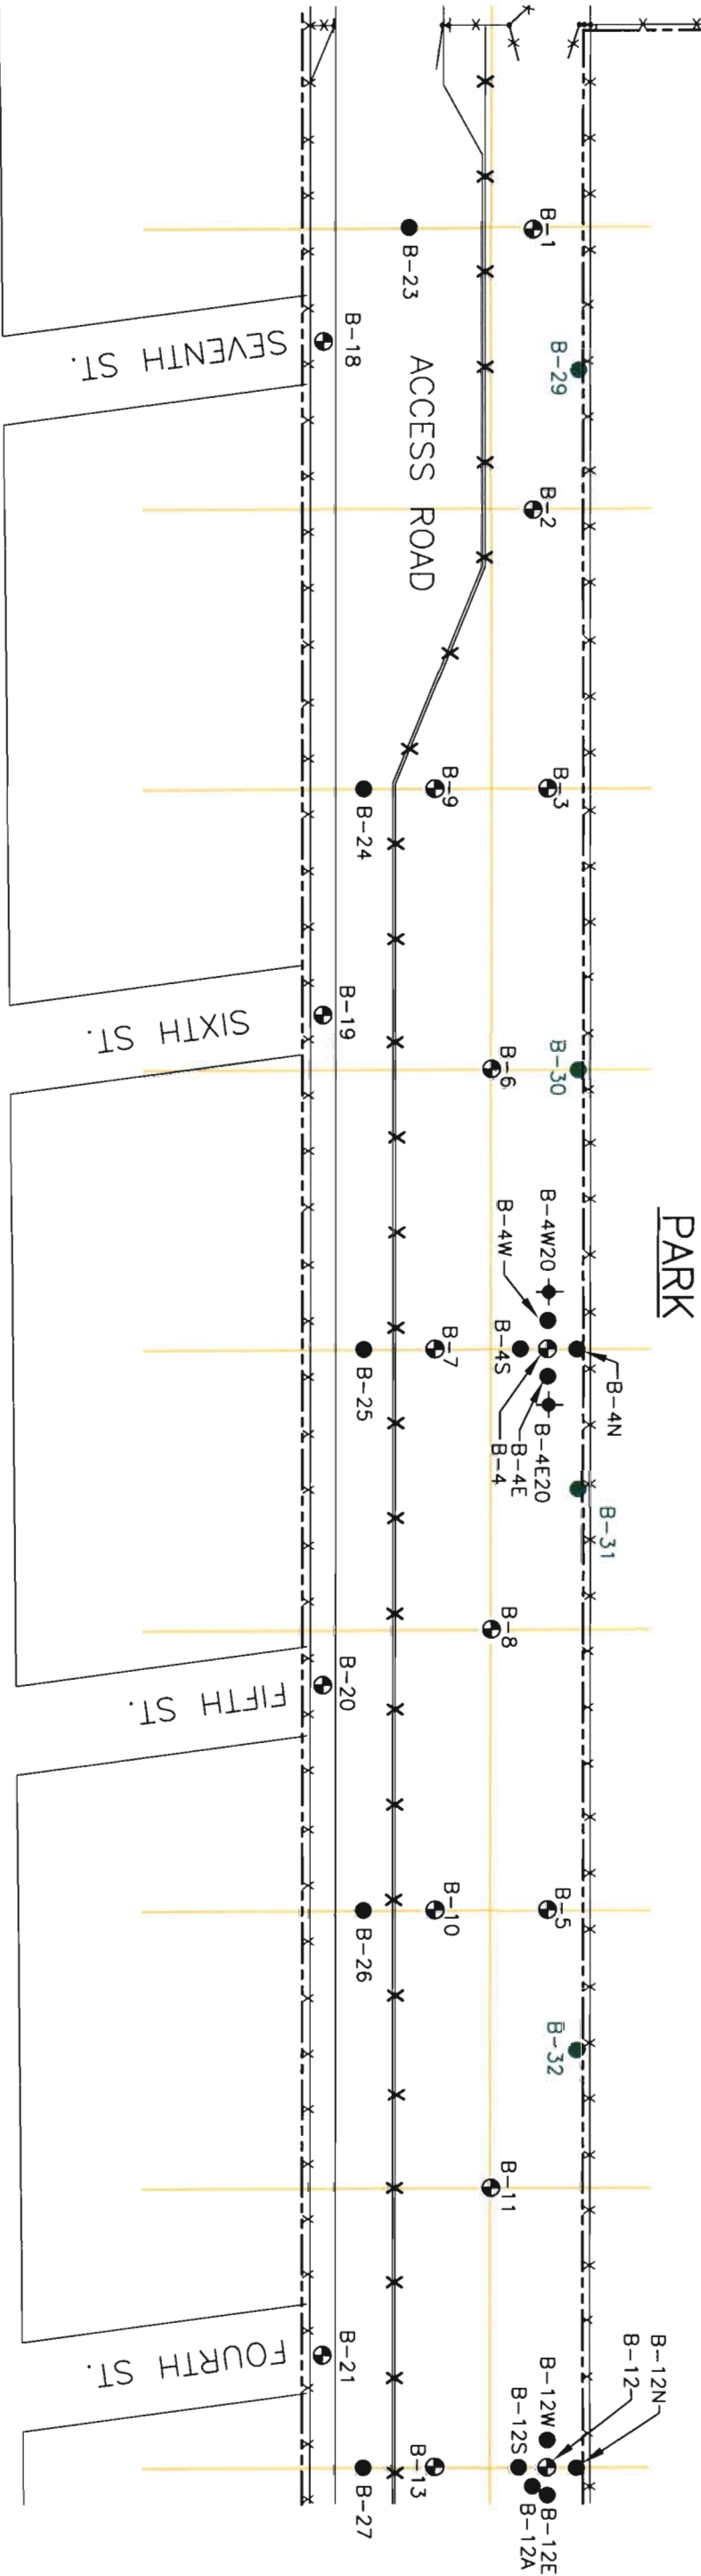 PARK
B-1
B-23
B-18
SEVENTH ST.
B-29
ACCESS ROAD
B-2
B-3
B-9
B-24
B-19
SIXTH ST.
B-6
B-30
B-4W20
B-4W
B-4S
B-7
B-25
B-4N
B-4E20
B-4E
B-4
B-31
B-8
B-20
FIFTH ST.
B-5
B-10
B-26
B-32
B-11
B-21
FOURTH ST.
B-12N
B-12
B-12W
B-12S
B-13
B-27
B-12E
B-12A